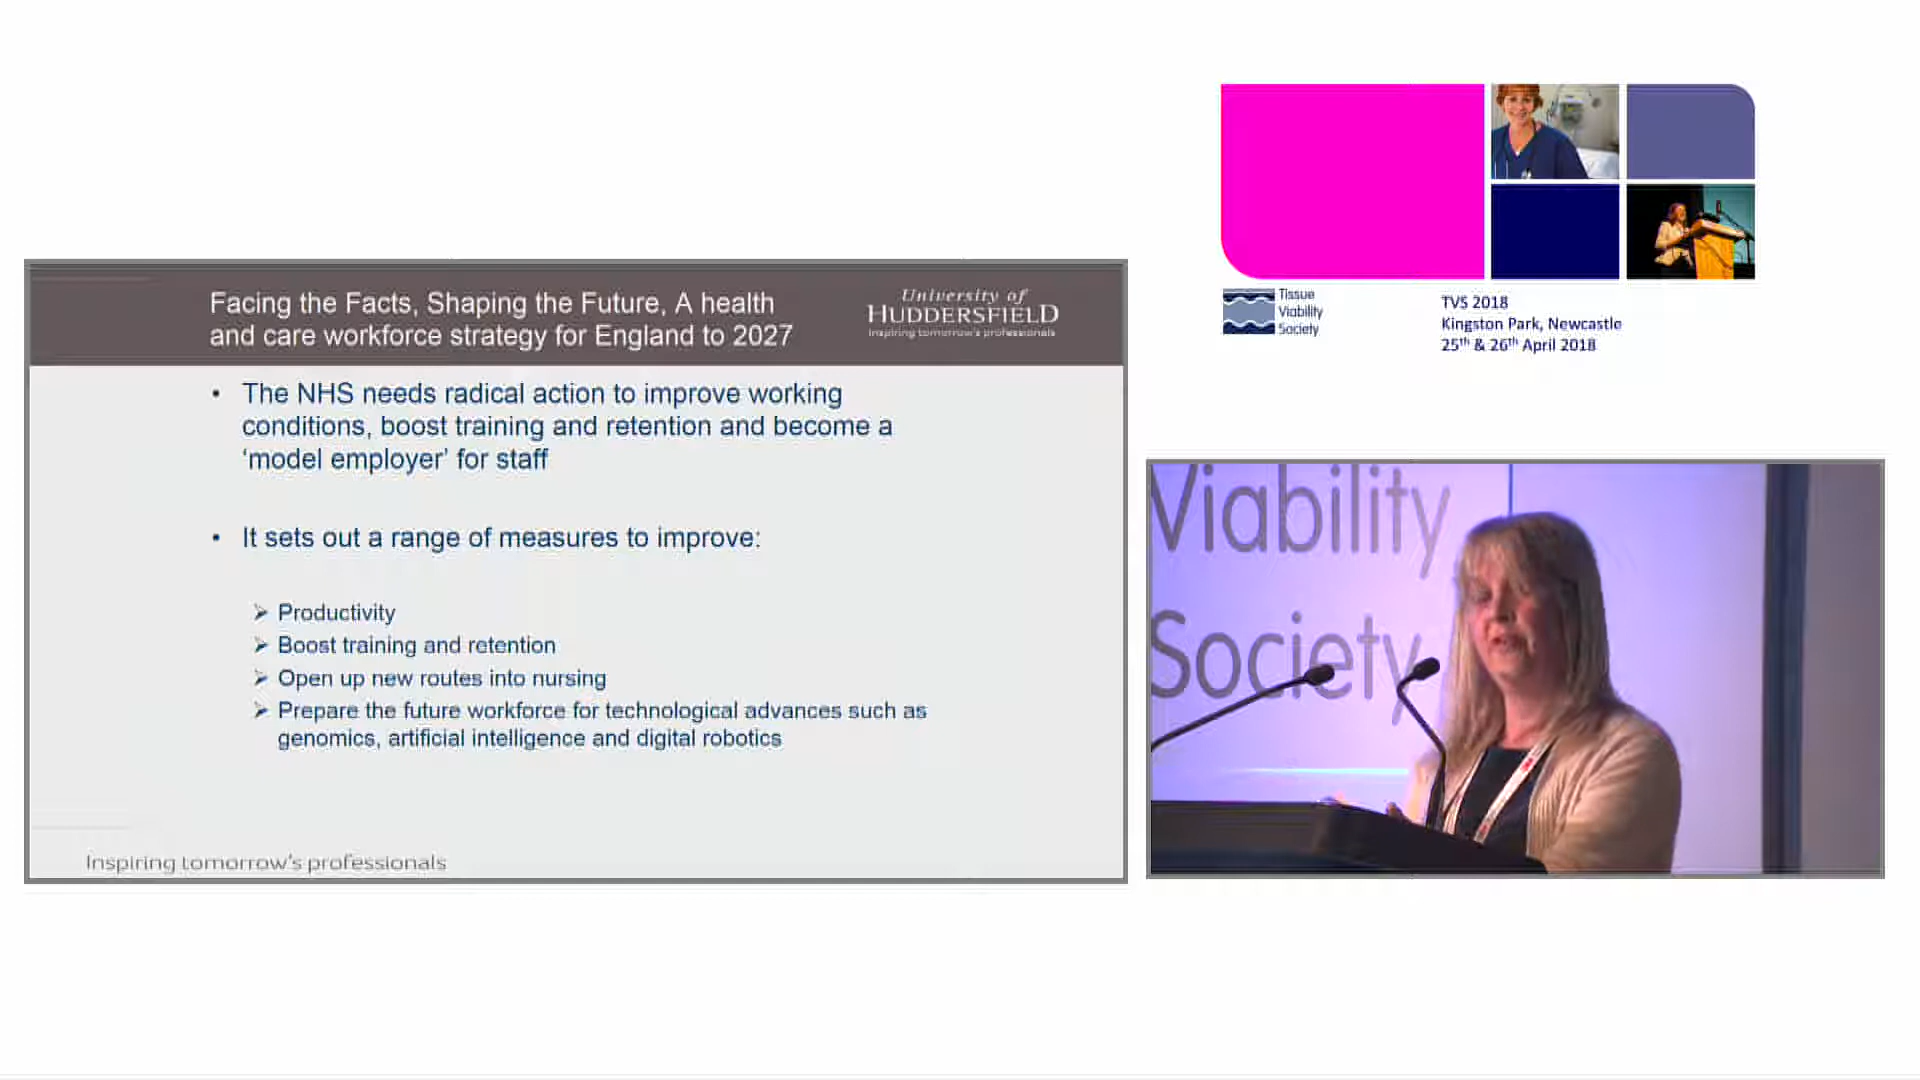 Facing the Facts, Shaping the Future, A health
and care workforce strategy for England to 2027
University of
HUDDERSFIELD
Inspiring tomorrow's professionals
• The NHS needs radical action to improve working
conditions, boost training and retention and become a
‘model employer’ for staff
• It sets out a range of measures to improve:
➢ Productivity
➢ Boost training and retention
➢ Open up new routes into nursing
➢ Prepare the future workforce for technological advances such as
genomics, artificial intelligence and digital robotics
Inspiring tomorrow's professionals
Tissue
Viability
Society
TVS 2018
Kingston Park, Newcastle
25th & 26th April 2018
Viability
Society